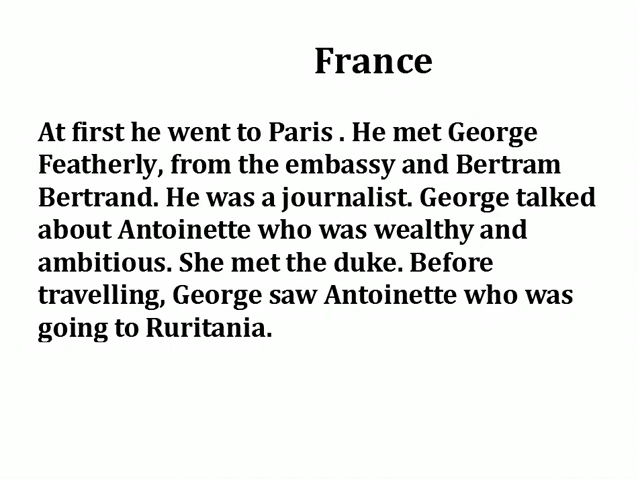 France
At first he went to Paris . He met George
Featherly, from the embassy and Bertram
Bertrand. He was a journalist. George talked
about Antoinette who was wealthy and
ambitious. She met the duke. Before
travelling, George saw Antoinette who was
going to Ruritania.